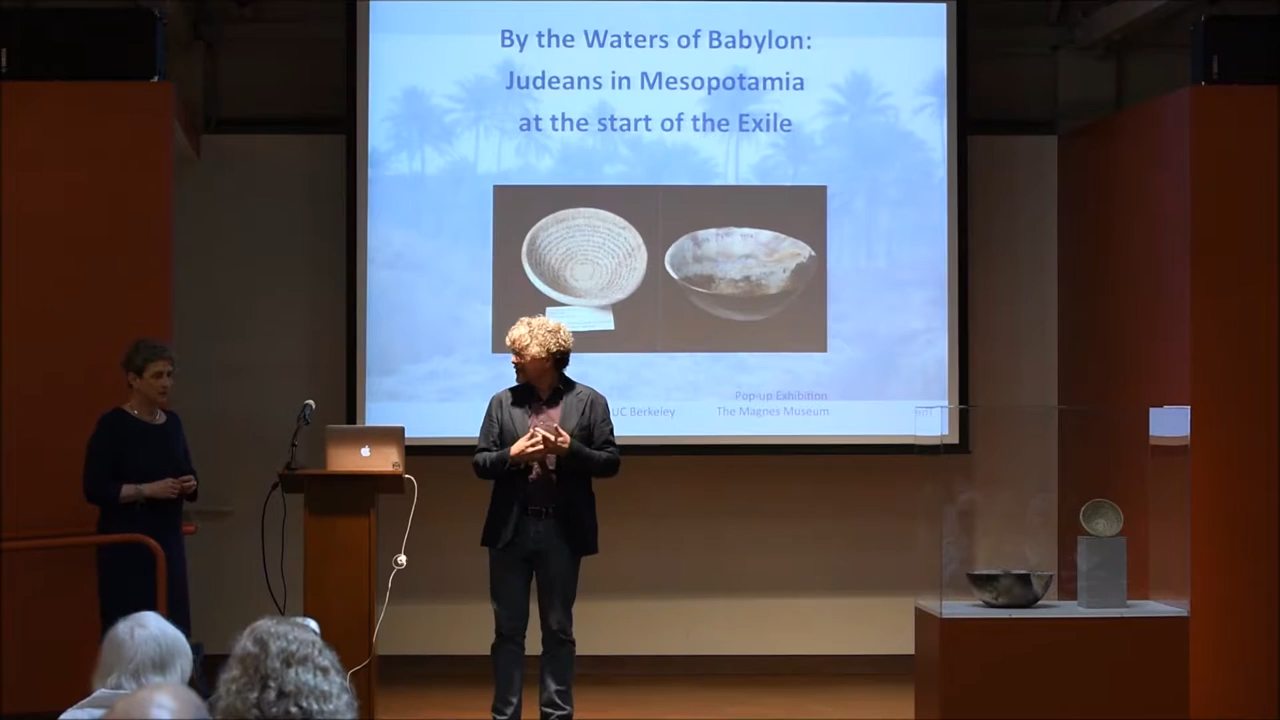 By the Waters of Babylon:
Judeans in Mesopotamia
at the start of the Exile
Pop-up Exhibition
UC Berkeley
The Magnes Museum